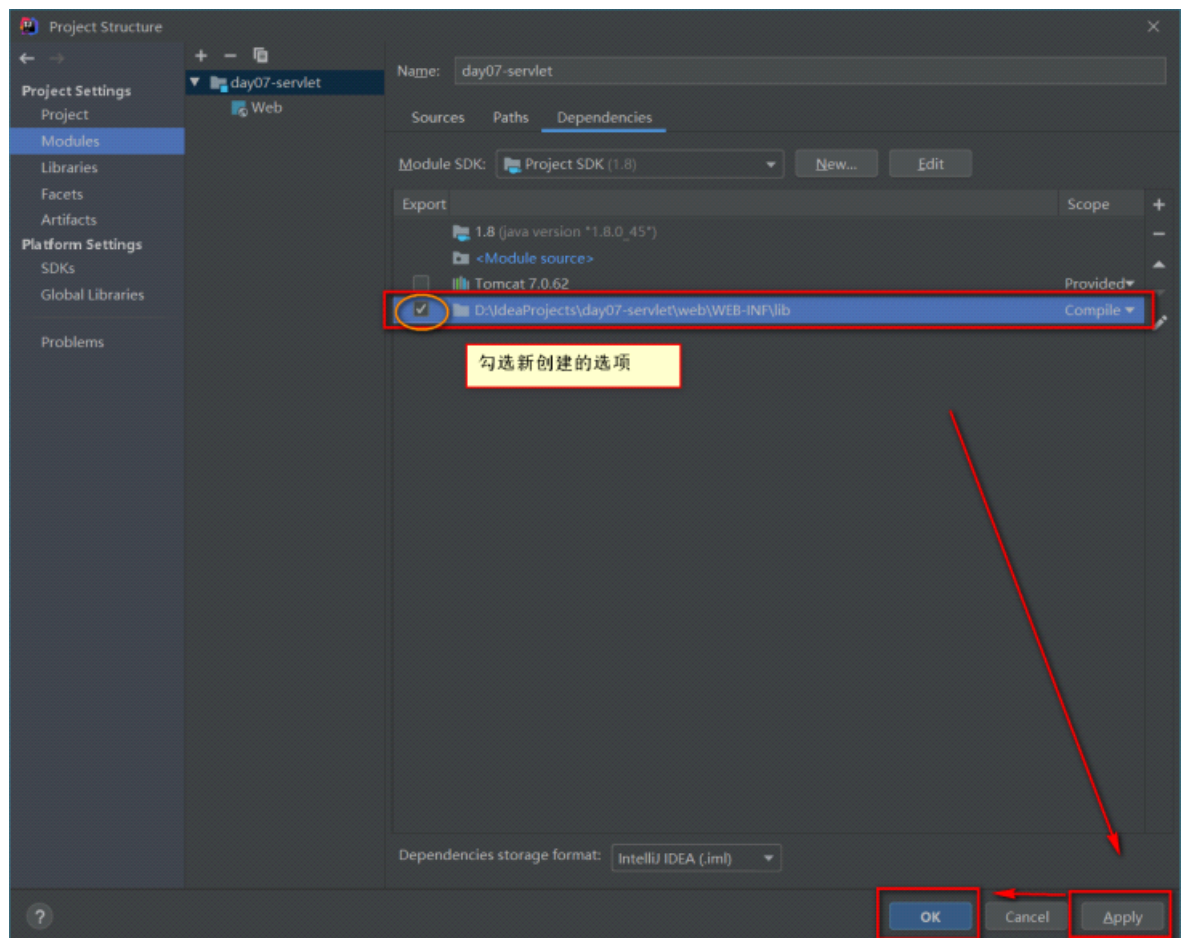 Project Structure
Name: day07-servlet
Project Settings
Project
Modules
Libraries
Facets
Artifacts
Platform Settings
SDKs
Global Libraries
Problems
day07-servlet
Web
Sources Paths Dependencies
Module SDK: Project SDK (1.8) New... Edit
Export Scope
1.8 (java version "1.8.0_45")
<Module source>
Tomcat 7.0.62 Provided
D:\IdeaProjects\day07-servlet\web\WEB-INF\lib Compile
勾选新创建的选项
Dependencies storage format: IntelliJ IDEA (.iml)
? OK Cancel Apply